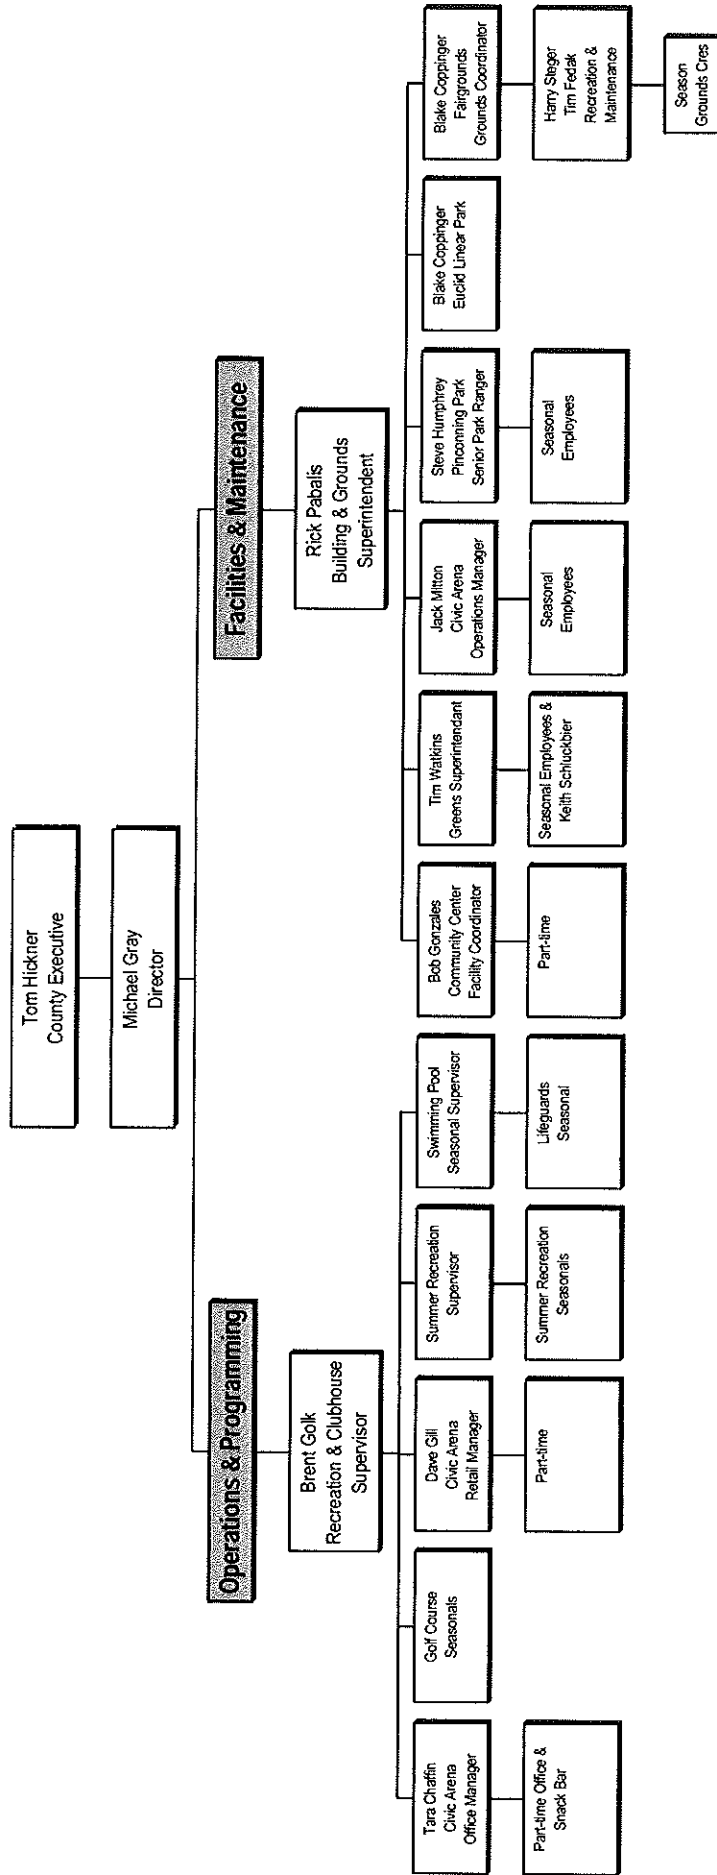 Tom Hickner
County Executive
Michael Gray
Director
Operations & Programming
Facilities & Maintenance
Brent Golk
Recreation & Clubhouse
Supervisor
Rick Pabalis
Building & Grounds
Superintendent
Tara Chaffin
Civic Arena
Office Manager
Golf Course
Seasonals
Dave Gill
Civic Arena
Retail Manager
Summer Recreation
Supervisor
Swimming Pool
Seasonal Supervisor
Bob Gonzales
Community Center
Facility Coordinator
Tim Watkins
Greens Superintendant
Jack Mitton
Civic Arena
Operations Manager
Steve Humphrey
Pinconning Park
Senior Park Ranger
Blake Coppinger
Euclid Linear Park
Blake Coppinger
Fairgrounds
Grounds Coordinator
Part-time Office &
Snack Bar
Part-time
Summer Recreation
Seasonals
Lifeguards
Seasonal
Part-time
Seasonal Employees &
Keith Schluckbier
Seasonal
Employees
Seasonal
Employees
Harry Steger
Tim Fedak
Recreation &
Maintenance
Season
Grounds Cres